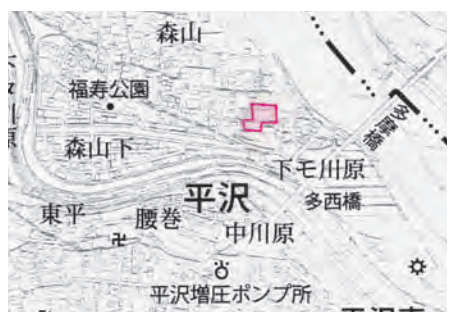 森山
福寿公園
多摩橋
森山下
下モ川原
平沢
多西橋
東平
腰巻
中川原
平沢増圧ポンプ所